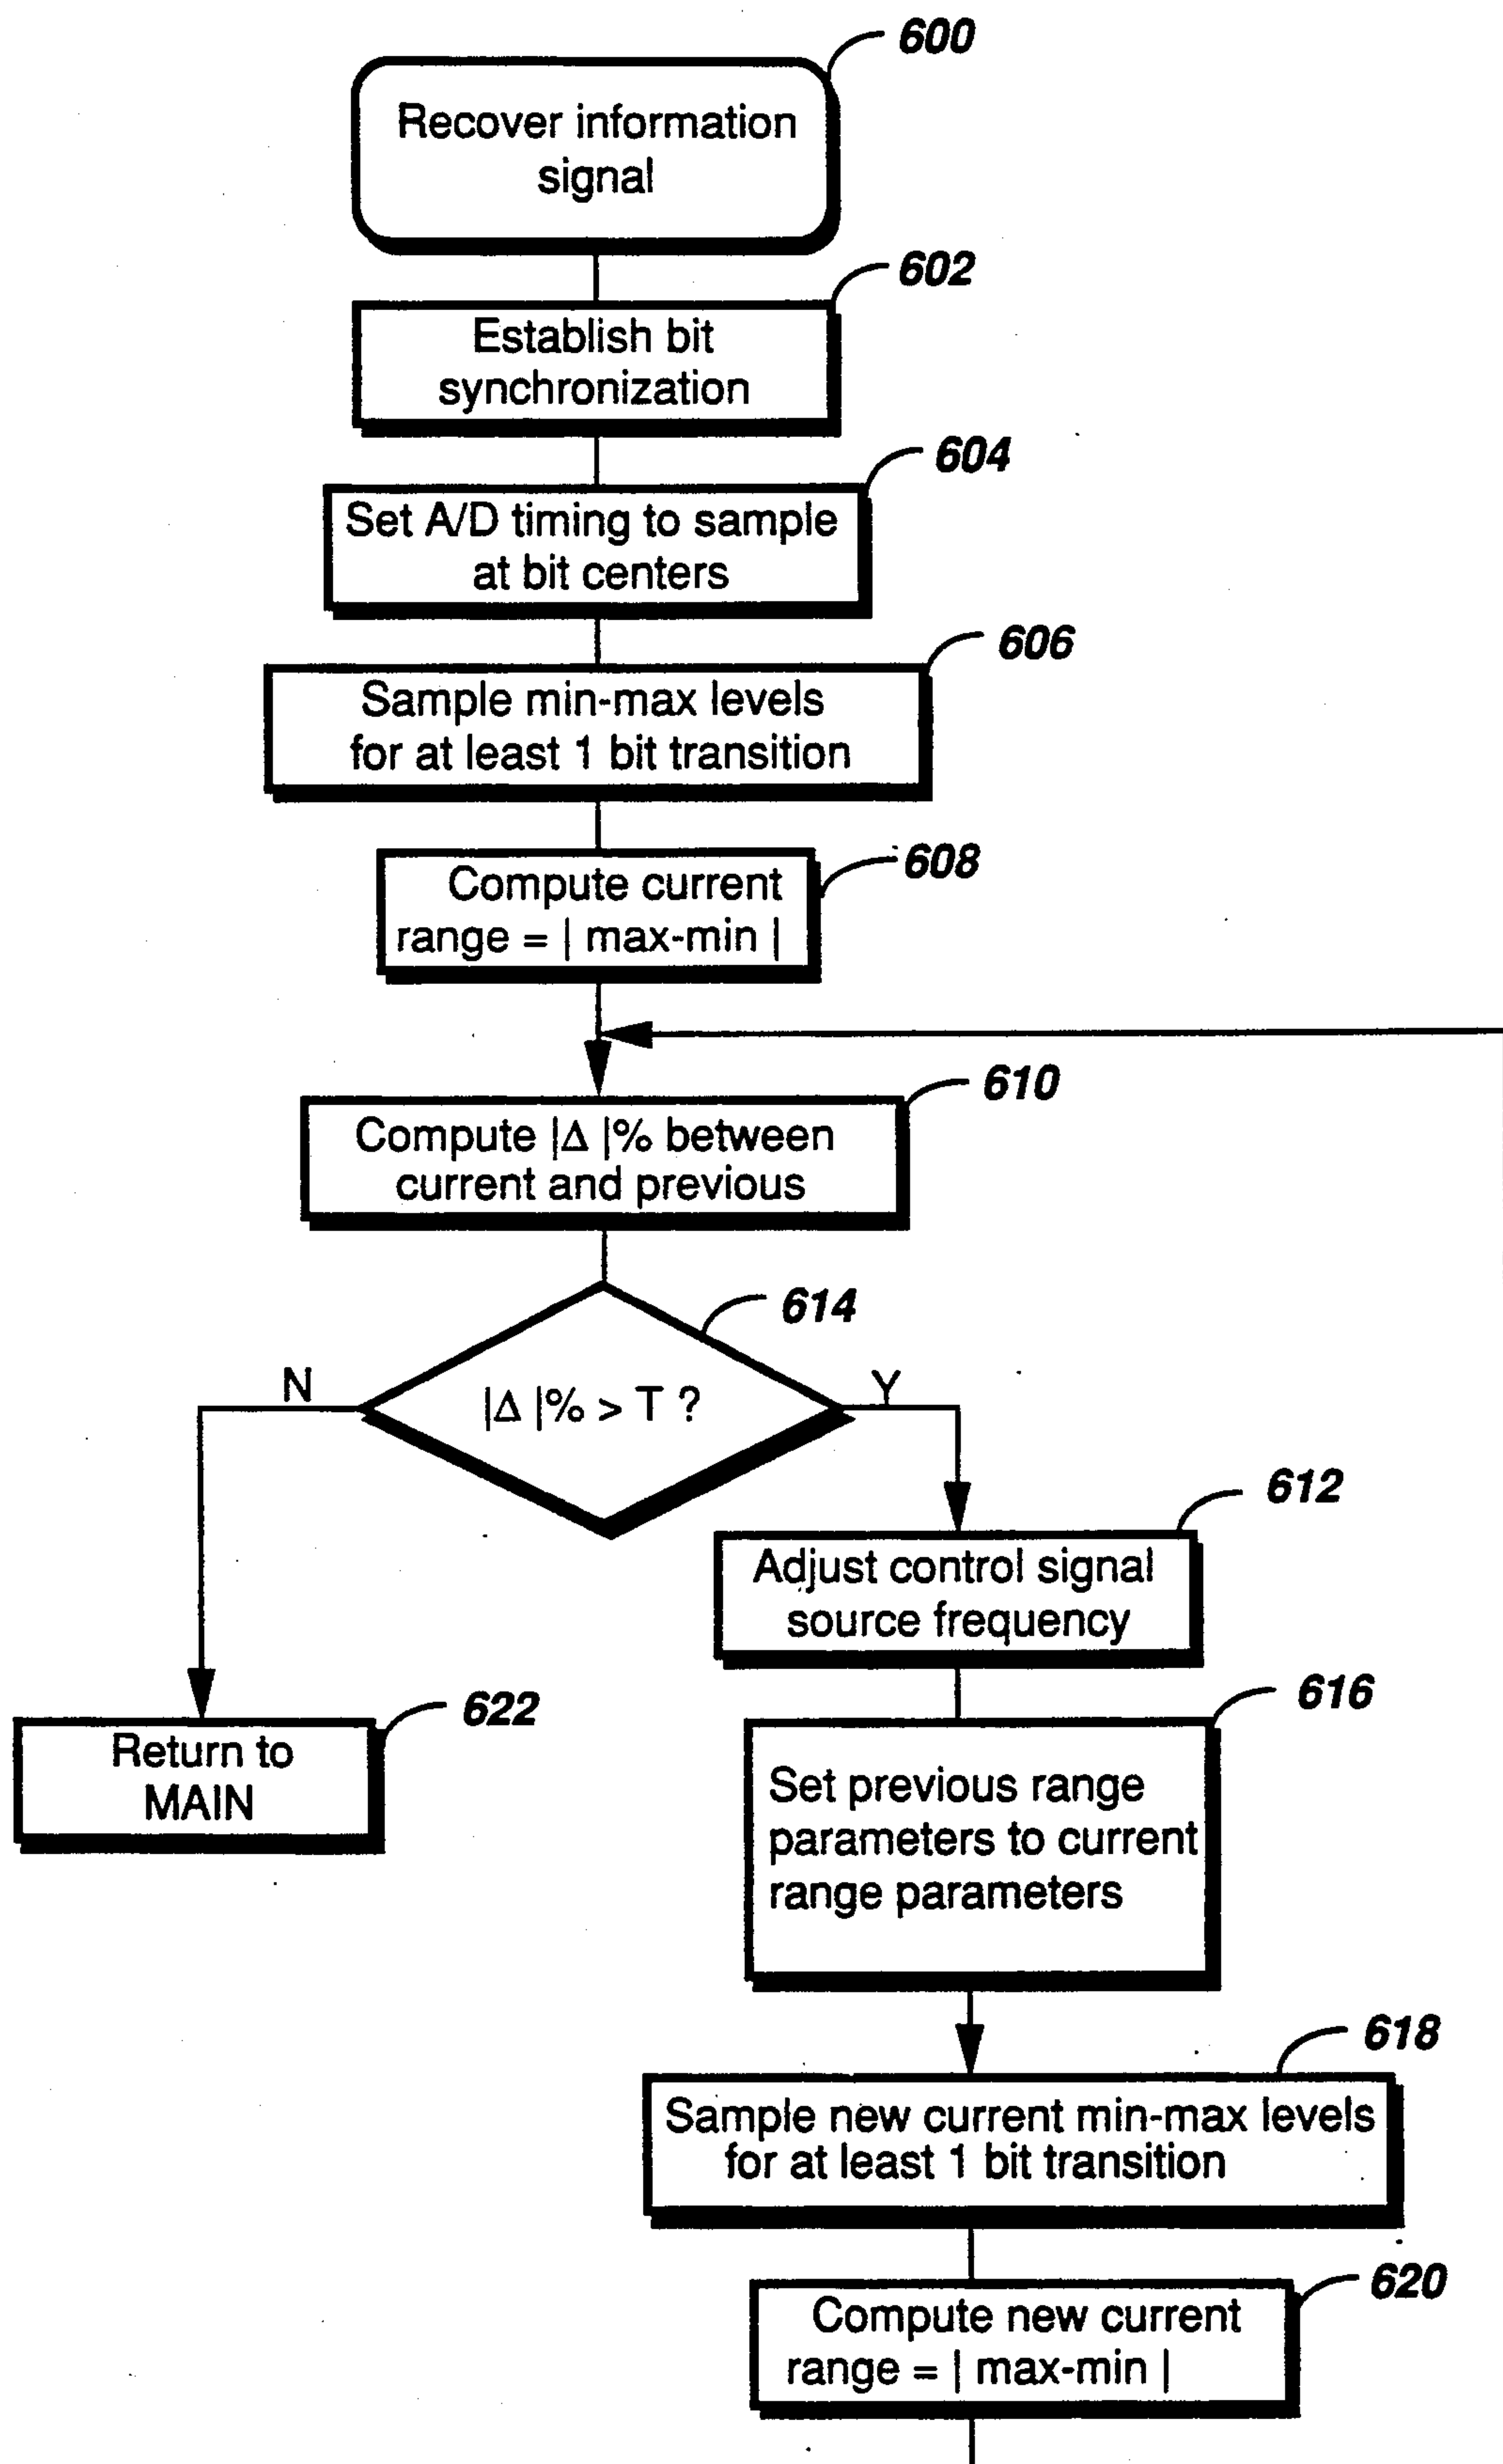 600
Recover information
signal
602
Establish bit
synchronization
604
Set A/D timing to sample
at bit centers
606
Sample min-max levels
for at least 1 bit transition
608
Compute current
range = | max-min |
610
Compute |Δ |% between
current and previous
614
N
|Δ |% > T ?
Y
612
Adjust control signal
source frequency
622
Return to
MAIN
616
Set previous range
parameters to current
range parameters
618
Sample new current min-max levels
for at least 1 bit transition
620
Compute new current
range = | max-min |